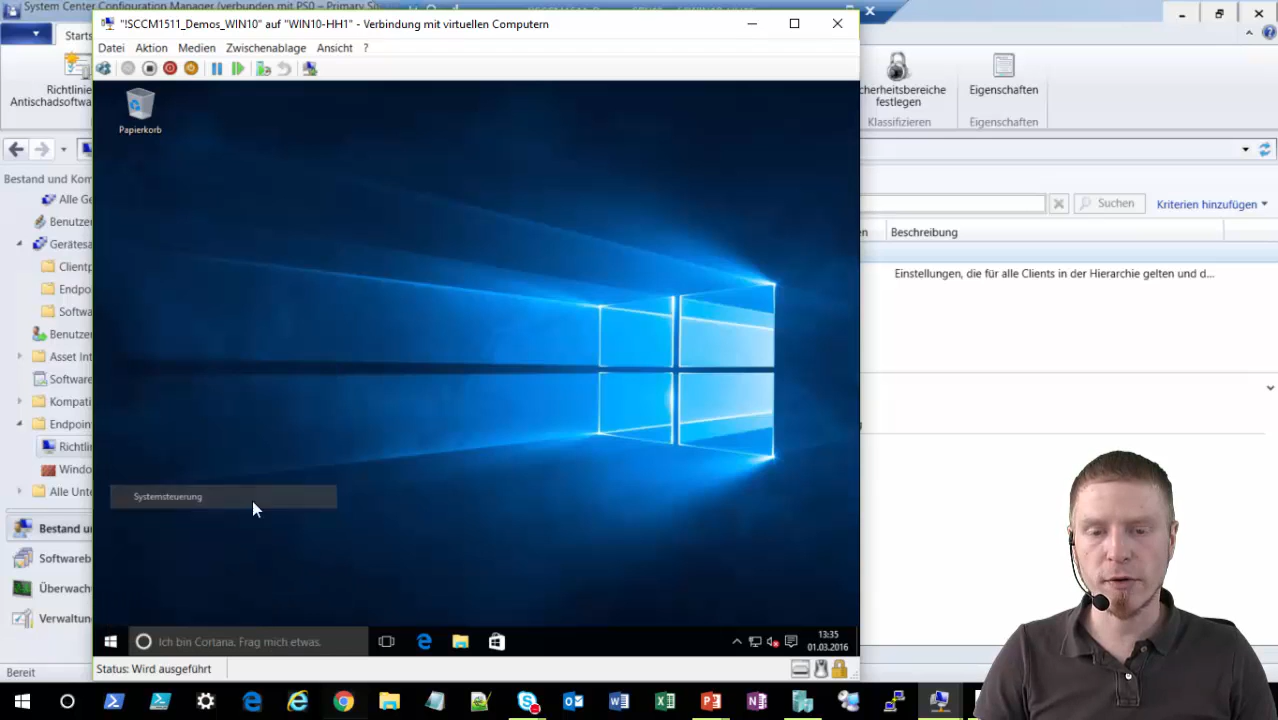 System Center Configuration Manager (verbunden mit PS0 - Primary
"!SCCM1511_Demos_WIN10" auf "WIN10-HH1" - Verbindung mit virtuellen Computern
Datei Aktion Medien Zwischenablage Ansicht ?
Starts
Richtlinie
Antischadsoftwa
cherheitsbereiche
festlegen
Klassifizieren
Eigenschaften
Eigenschaften
Bestand und Kom
Alle Ge
Benutze
Gerätesa
Clientp
Endpo
Softwa
Benutze
Asset Int
Software
Kompati
Endpoin
Richtli
Windo
Alle Unte
Bestand u
Softwareb
Überwach
Verwaltun
Bereit
Papierkorb
Systemsteuerung
Ich bin Cortana. Frag mich etwas.
13:35
01.03.2016
Status: Wird ausgeführt
Suchen
Kriterien hinzufügen
en
Beschreibung
Einstellungen, die für alle Clients in der Hierarchie gelten und d...